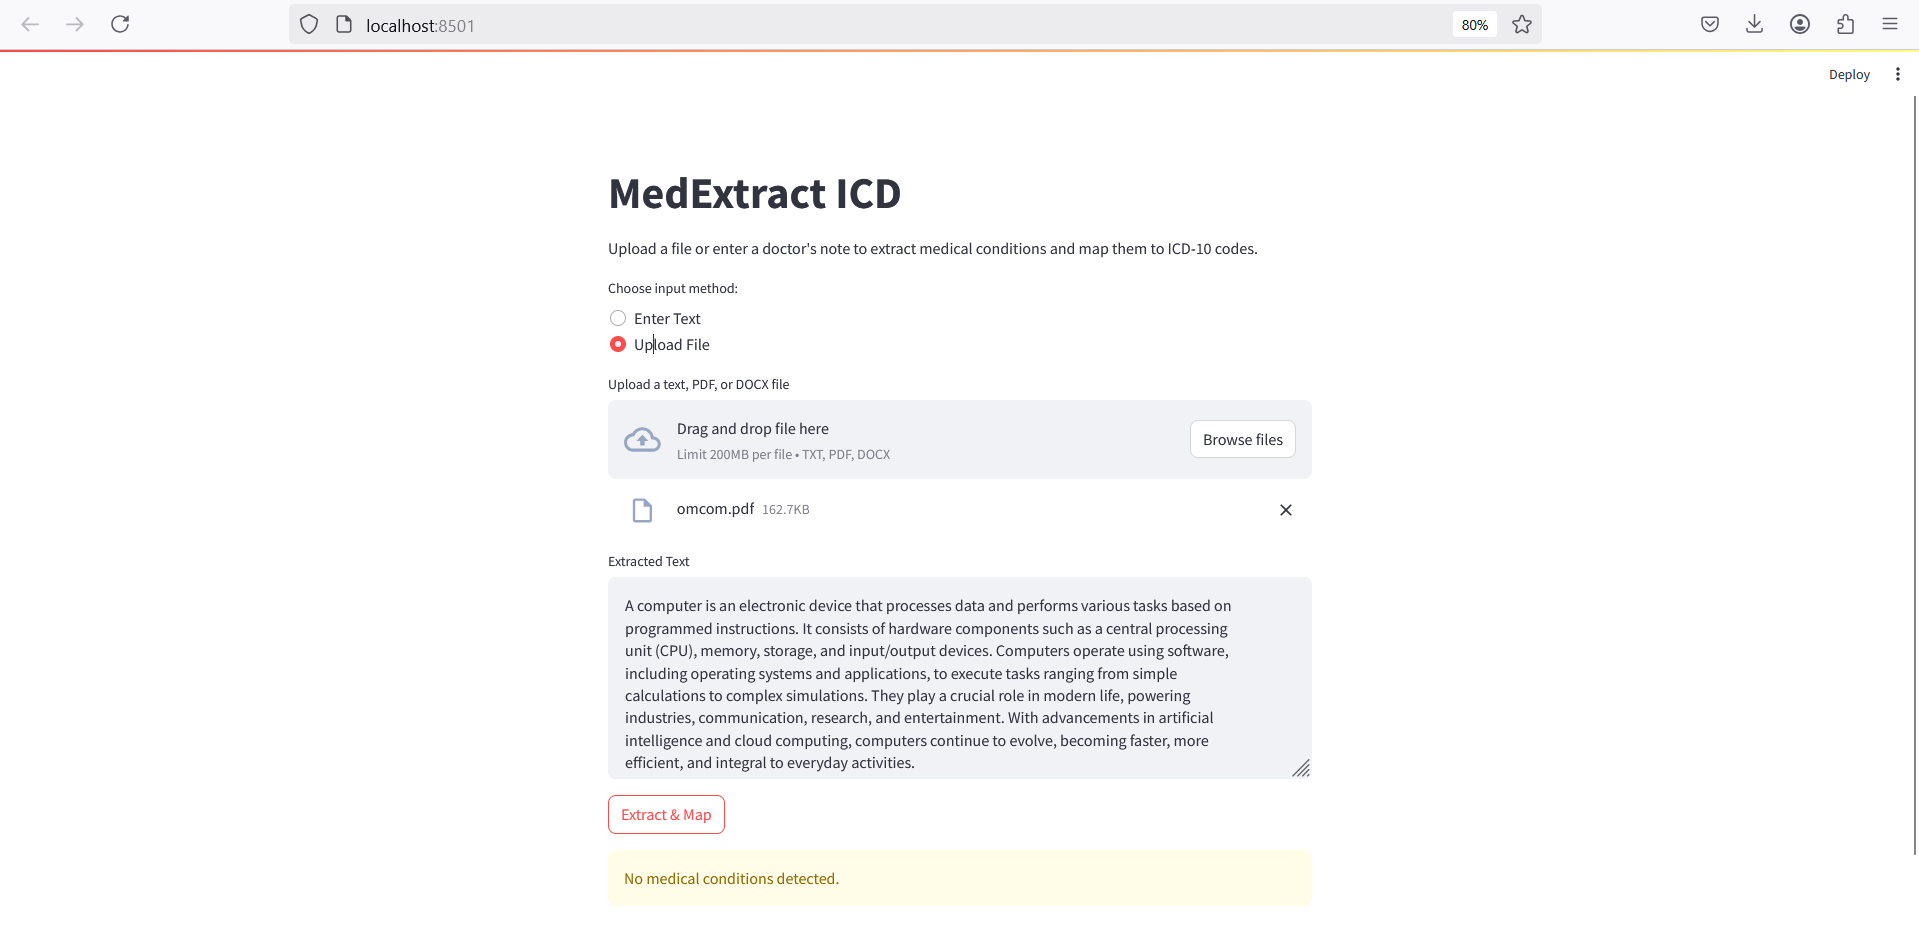 localhost:8501
80%
Deploy
MedExtract ICD
Upload a file or enter a doctor's note to extract medical conditions and map them to ICD-10 codes.
Choose input method:
Enter Text
Upload File
Upload a text, PDF, or DOCX file
Drag and drop file here
Limit 200MB per file • TXT, PDF, DOCX
Browse files
omcom.pdf 162.7KB
Extracted Text
A computer is an electronic device that processes data and performs various tasks based on
programmed instructions. It consists of hardware components such as a central processing
unit (CPU), memory, storage, and input/output devices. Computers operate using software,
including operating systems and applications, to execute tasks ranging from simple
calculations to complex simulations. They play a crucial role in modern life, powering
industries, communication, research, and entertainment. With advancements in artificial
intelligence and cloud computing, computers continue to evolve, becoming faster, more
efficient, and integral to everyday activities.
Extract & Map
No medical conditions detected.